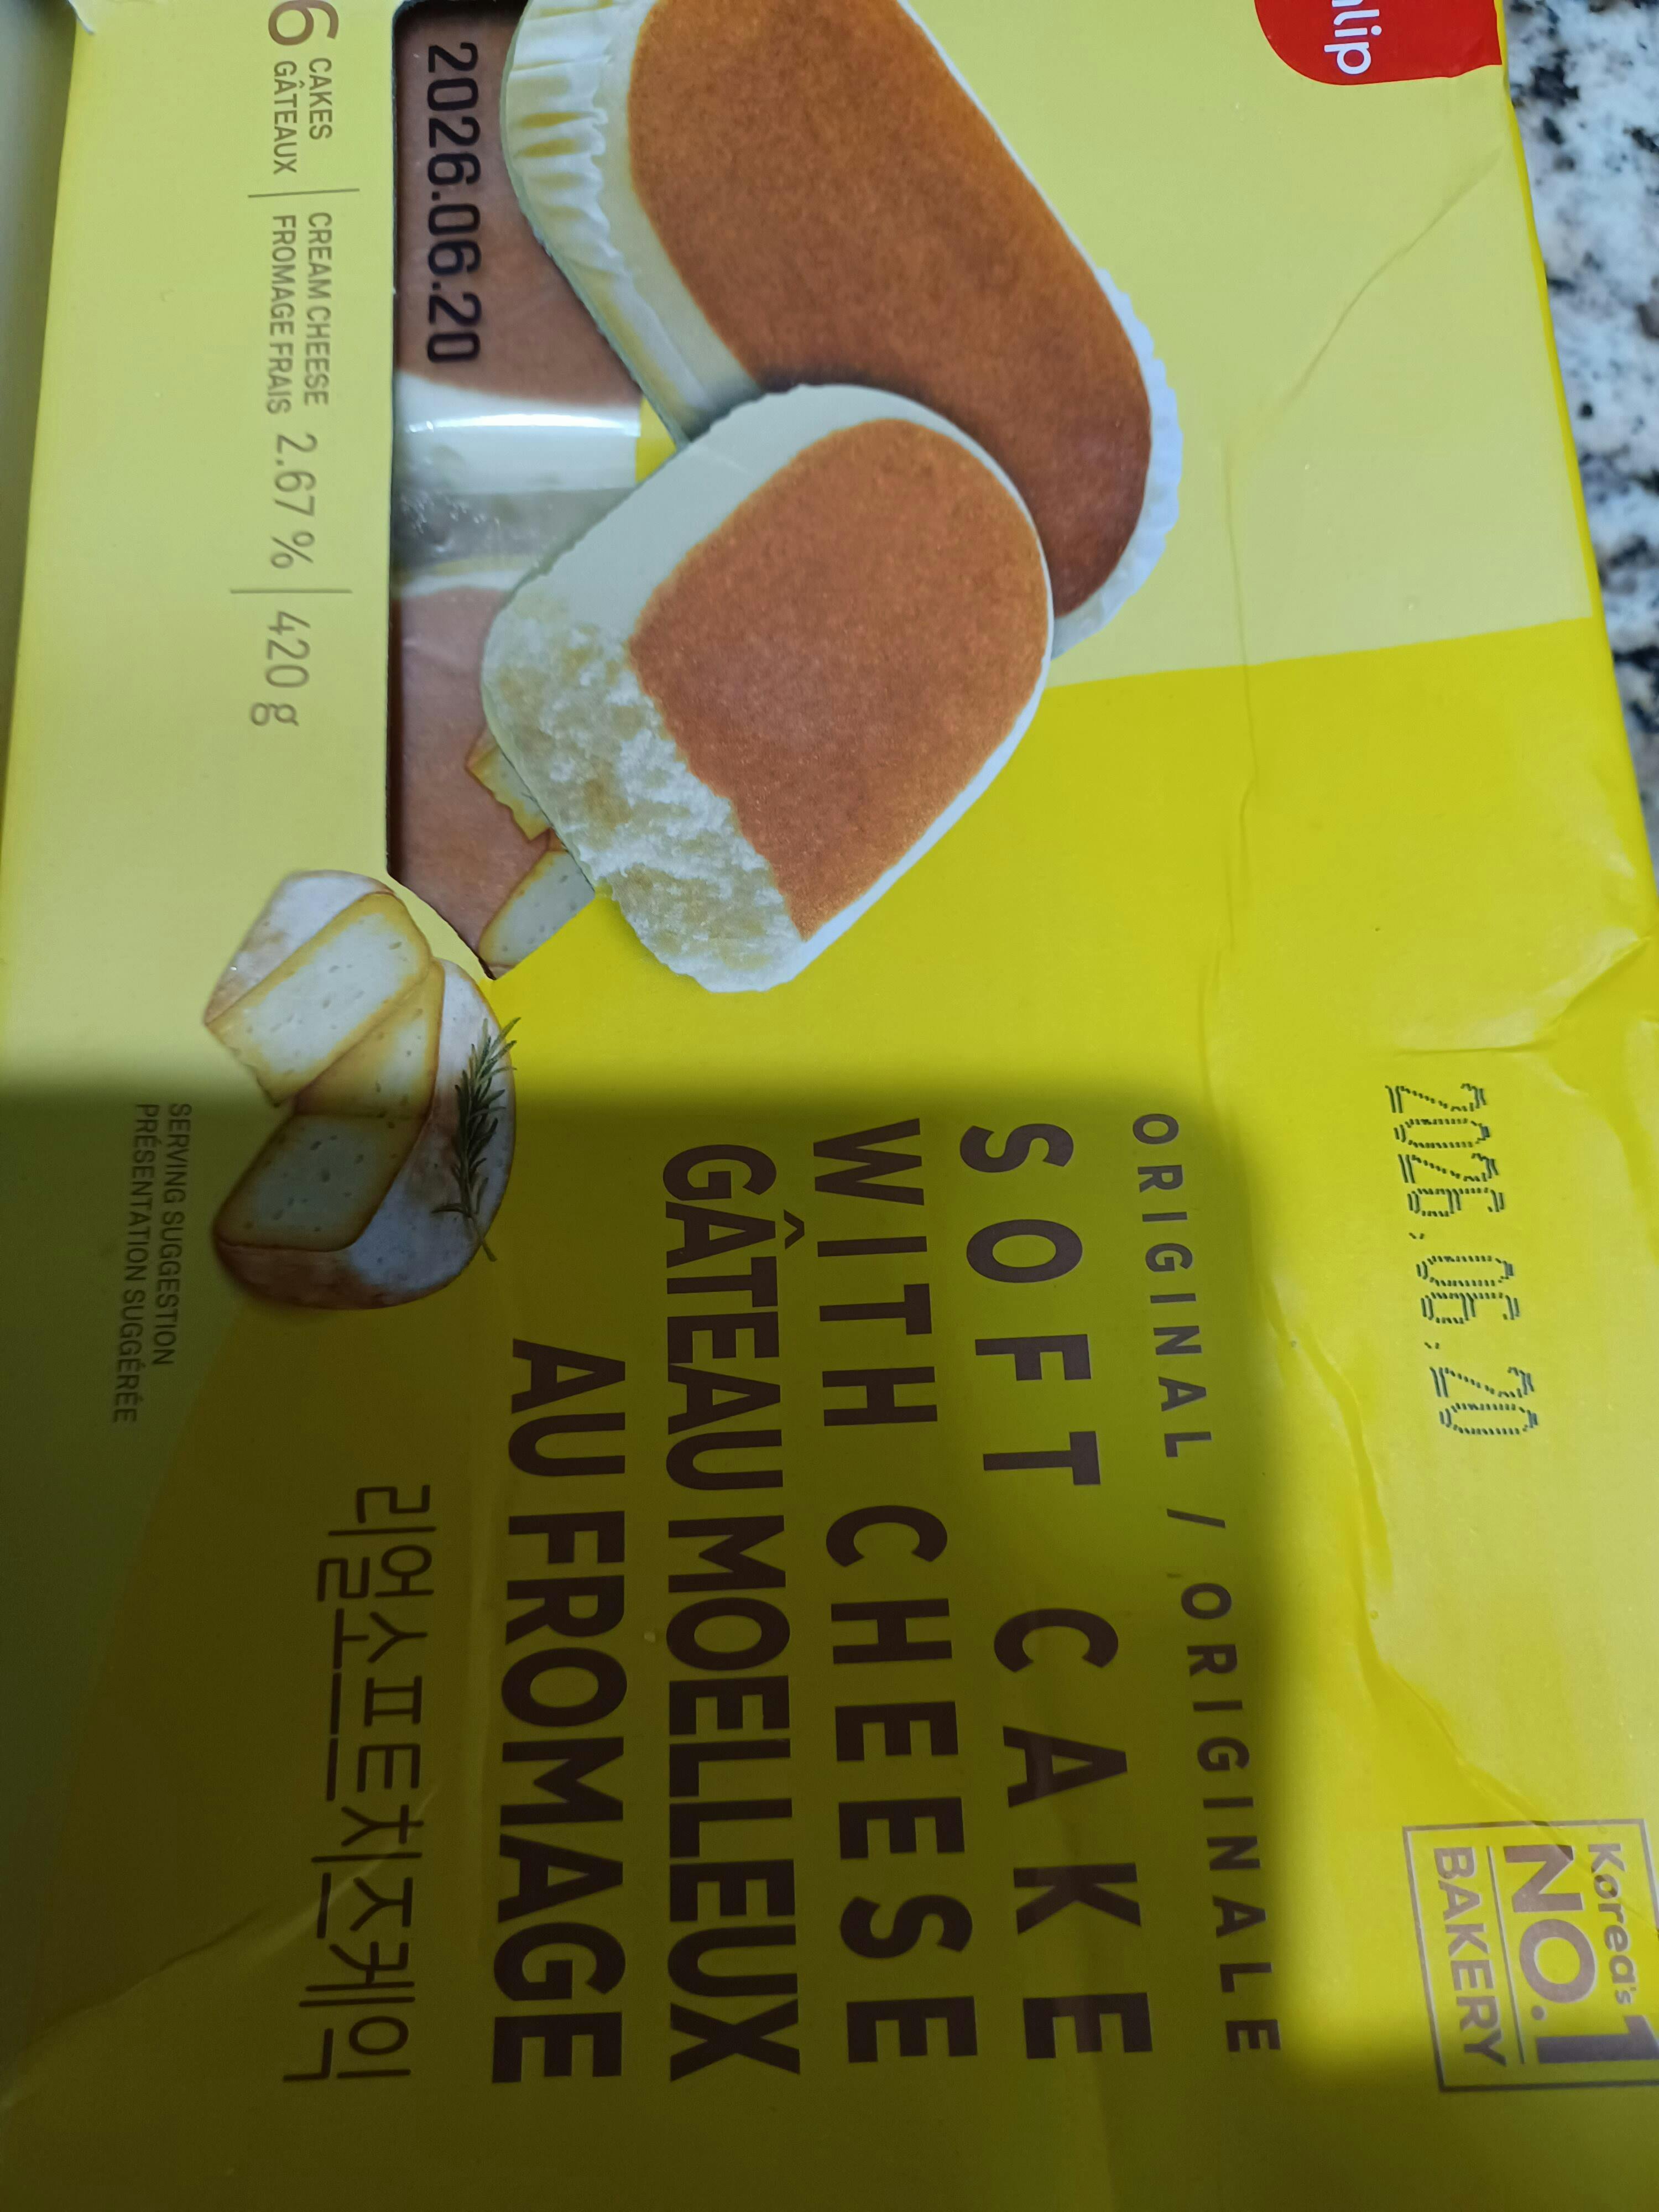 Korea's
NO.1
BAKERY
2026.06.20
ORIGINAL / ORIGINALE
SOFT CAKE
WITH CHEESE
GÂTEAU MOELLEUX
AU FROMAGE
리얼소프트치즈케익
2026.06.20
6 CAKES
GÂTEAUX
CREAM CHEESE
FROMAGE FRAIS 2.67 %
420 g
SERVING SUGGESTION
PRÉSENTATION SUGGÉRÉE